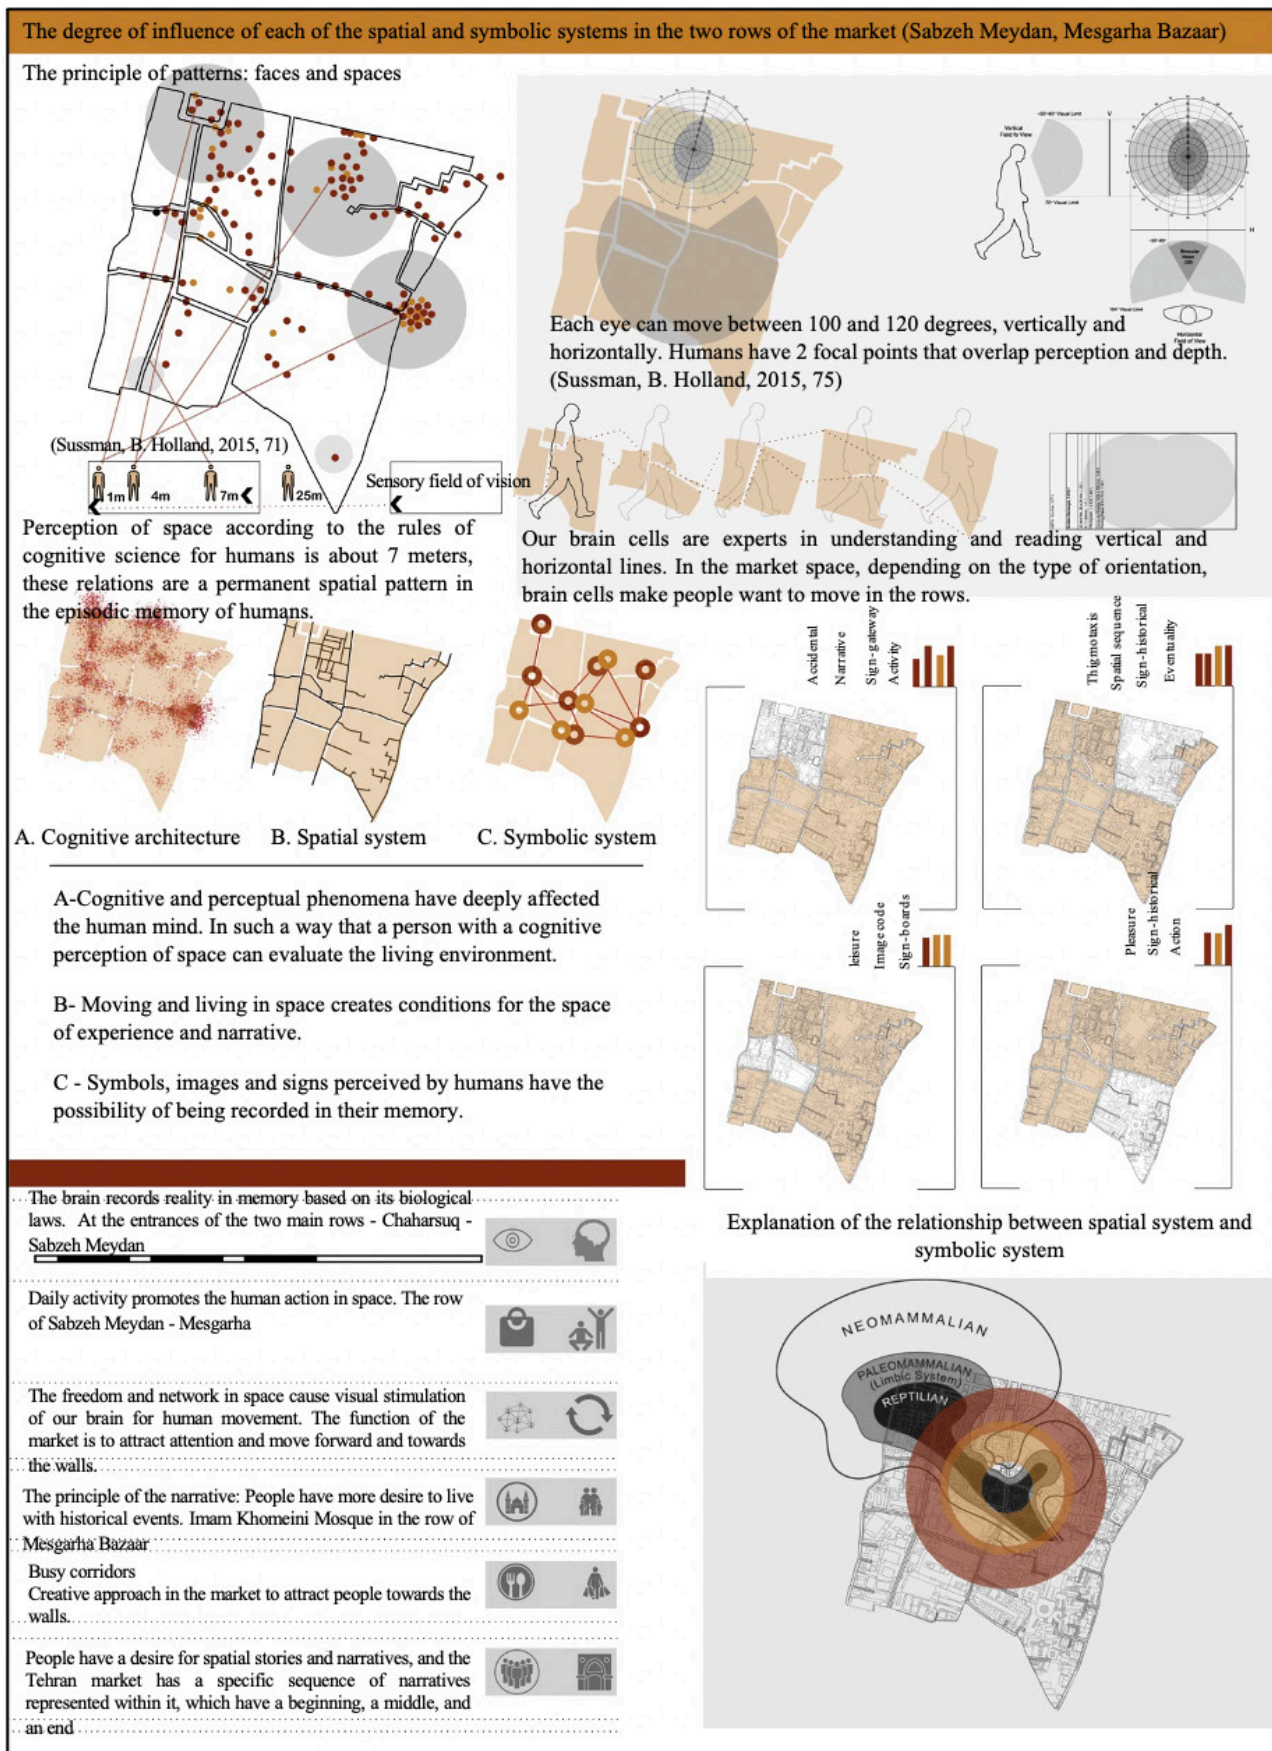 The degree of influence of each of the spatial and symbolic systems in the two rows of the market (Sabzeh Meydan, Mesgarha Bazaar)
The principle of patterns: faces and spaces
(Sussman, B. Holland, 2015, 71)
1m
4m
7m
25m
Sensory field of vision
Perception of space according to the rules of
cognitive science for humans is about 7 meters,
these relations are a permanent spatial pattern in
the episodic memory of humans.
Vertical
Field fo View
70° Visual Limit
V
H
Horizontal
Field of View
Each eye can move between 100 and 120 degrees, vertically and
horizontally. Humans have 2 focal points that overlap perception and depth.
(Sussman, B. Holland, 2015, 75)
Our brain cells are experts in understanding and reading vertical and
horizontal lines. In the market space, depending on the type of orientation,
brain cells make people want to move in the rows.
A. Cognitive architecture
B. Spatial system
C. Symbolic system
A-Cognitive and perceptual phenomena have deeply affected
the human mind. In such a way that a person with a cognitive
perception of space can evaluate the living environment.
B- Moving and living in space creates conditions for the space
of experience and narrative.
C - Symbols, images and signs perceived by humans have the
possibility of being recorded in their memory.
Accidental
Narrative
Sign-gateway
Activity
Thigmotaxis
Spatial sequence
Sign-historical
Eventuality
leisure
Image code
Sign-boards
Pleasure
Sign-historical
Action
Explanation of the relationship between spatial system and
symbolic system
The brain records reality in memory based on its biological
laws. At the entrances of the two main rows - Chaharsuq -
Sabzeh Meydan
Daily activity promotes the human action in space. The row
of Sabzeh Meydan - Mesgarha
The freedom and network in space cause visual stimulation
of our brain for human movement. The function of the
market is to attract attention and move forward and towards
the walls.
The principle of the narrative: People have more desire to live
with historical events. Imam Khomeini Mosque in the row of
Mesgarha Bazaar
Busy corridors
Creative approach in the market to attract people towards the
walls.
People have a desire for spatial stories and narratives, and the
Tehran market has a specific sequence of narratives
represented within it, which have a beginning, a middle, and
an end
NEOMAMMALIAN
PALEOMAMMALIAN
(Limbic System)
REPTILIAN